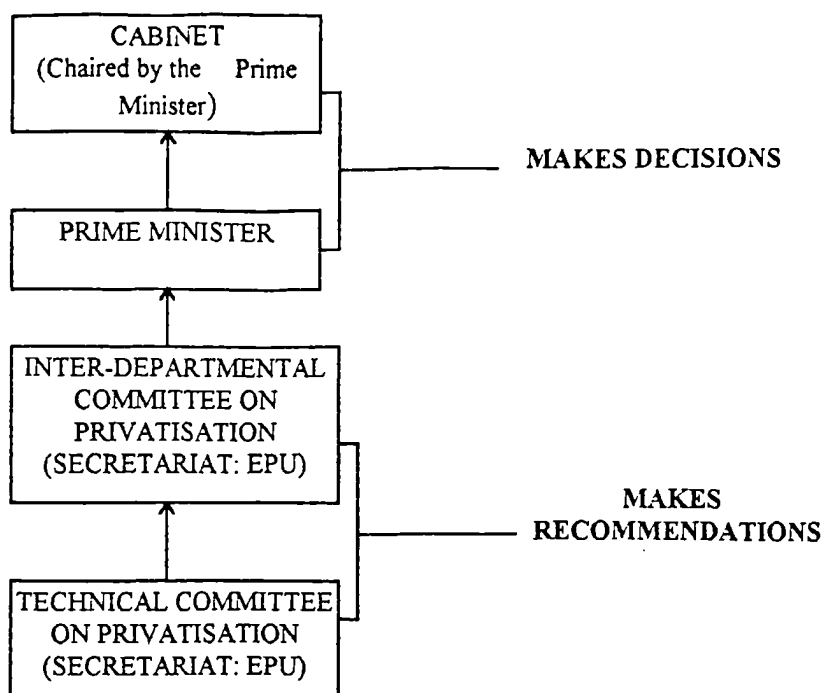 CABINET
(Chaired by the Prime
Minister)
MAKES DECISIONS
PRIME MINISTER
INTER-DEPARTMENTAL
COMMITTEE ON
PRIVATISATION
(SECRETARIAT: EPU)
MAKES
RECOMMENDATIONS
TECHNICAL COMMITTEE
ON PRIVATISATION
(SECRETARIAT: EPU)